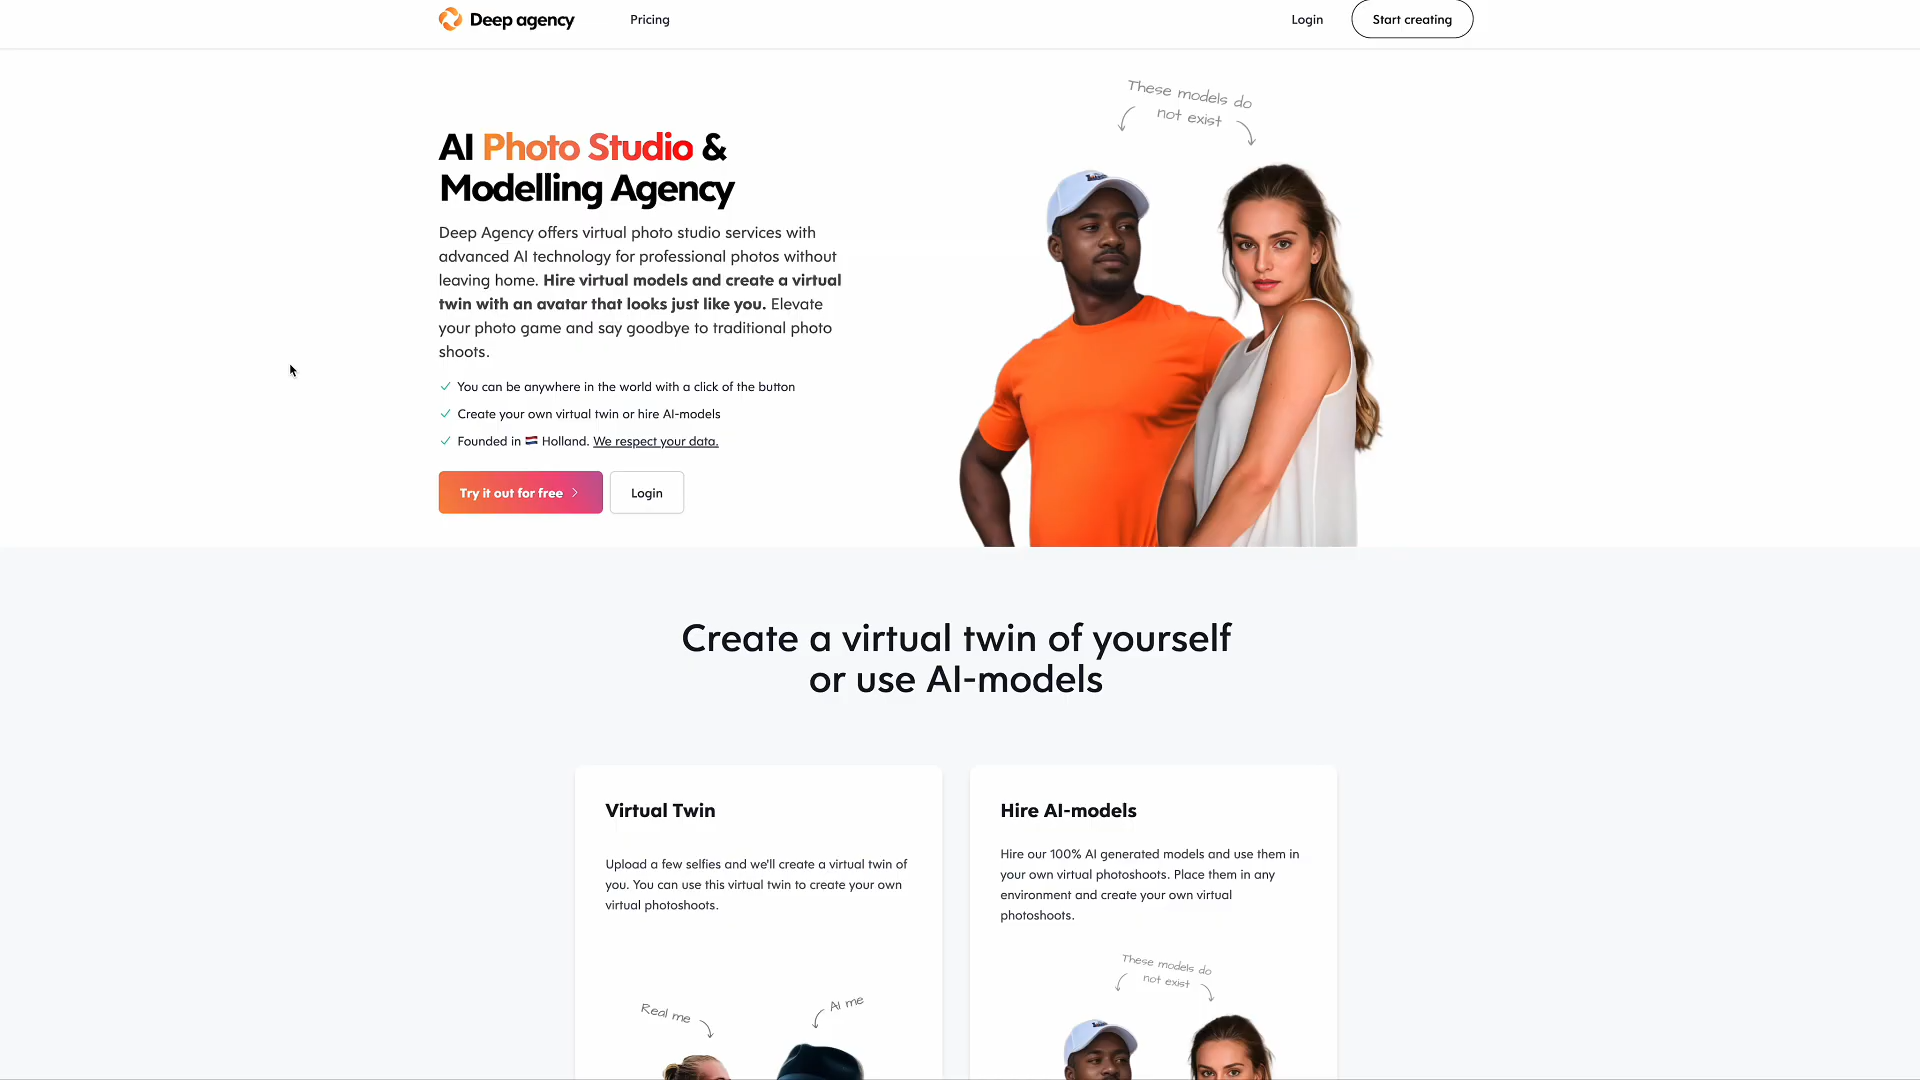 Deep agency
Pricing
Login
Start creating
These models do
not exist
AI Photo Studio &
Modelling Agency
Deep Agency offers virtual photo studio services with
advanced AI technology for professional photos without
leaving home. Hire virtual models and create a virtual
twin with an avatar that looks just like you. Elevate
your photo game and say goodbye to traditional photo
shoots.
You can be anywhere in the world with a click of the button
Create your own virtual twin or hire AI-models
Founded in 🇳🇱 Holland. We respect your data.
Try it out for free
Login
Create a virtual twin of yourself
or use AI-models
Virtual Twin
Upload a few selfies and we'll create a virtual twin of
you. You can use this virtual twin to create your own
virtual photoshoots.
Real me
AI me
Hire AI-models
Hire our 100% AI generated models and use them in
your own virtual photoshoots. Place them in any
environment and create your own virtual
photoshoots.
These models do
not exist